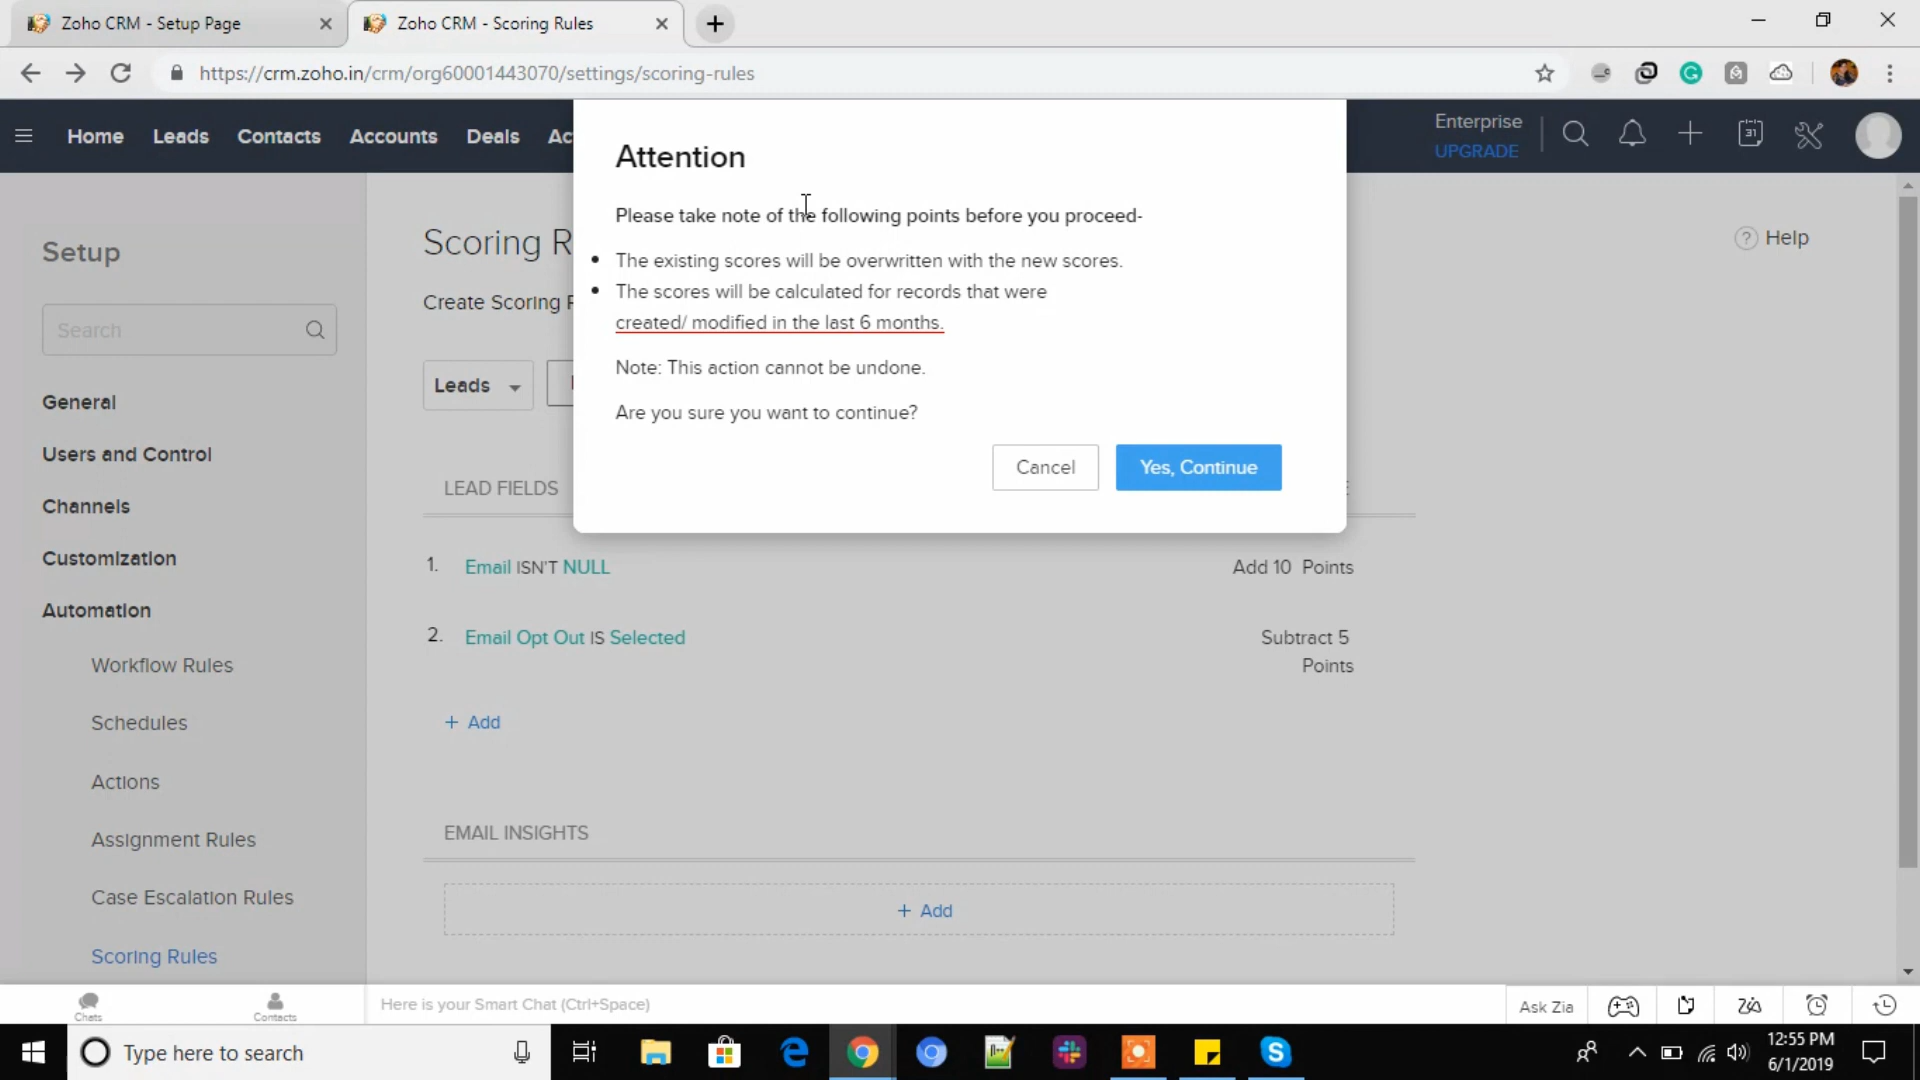 Zoho CRM - Setup Page
Zoho CRM - Scoring Rules
https://crm.zoho.in/crm/org60001443070/settings/scoring-rules
Home
Leads
Contacts
Accounts
Deals
Ac
Enterprise
UPGRADE
31
Attention
Please take note of the following points before you proceed-
The existing scores will be overwritten with the new scores.
The scores will be calculated for records that were
created/ modified in the last 6 months.
Note: This action cannot be undone.
Are you sure you want to continue?
Cancel
Yes, Continue
Setup
Search
General
Users and Control
Channels
Customization
Automation
Workflow Rules
Schedules
Actions
Assignment Rules
Case Escalation Rules
Scoring Rules
Scoring R
Help
Create Scoring
Leads
LEAD FIELDS
1. Email ISN'T NULL
Add 10 Points
2. Email Opt Out IS Selected
Subtract 5
Points
+ Add
EMAIL INSIGHTS
+ Add
Chats
Contacts
Here is your Smart Chat (Ctrl+Space)
Ask Zia
Type here to search
12:55 PM
6/1/2019